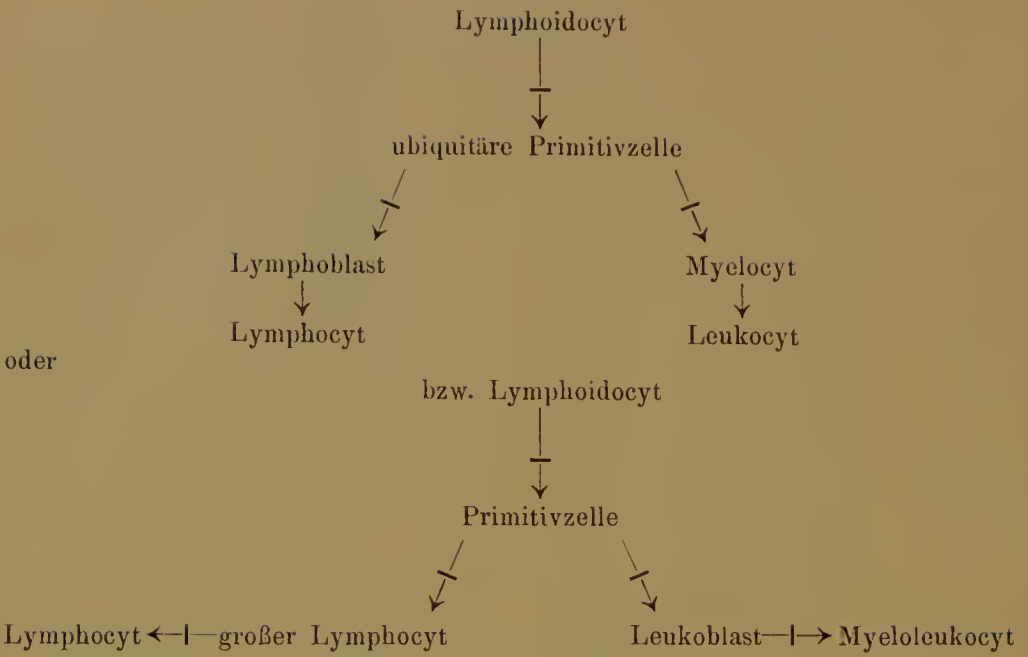 Lymphoidocyt
ubiquitäre Primitivzelle
Lymphoblast Myelocyt
Lymphocyt Leukocyt
oder
bzw. Lymphoidocyt
Primitivzelle
Lymphocyt großer Lymphocyt Leukoblast Myeloleukocyt